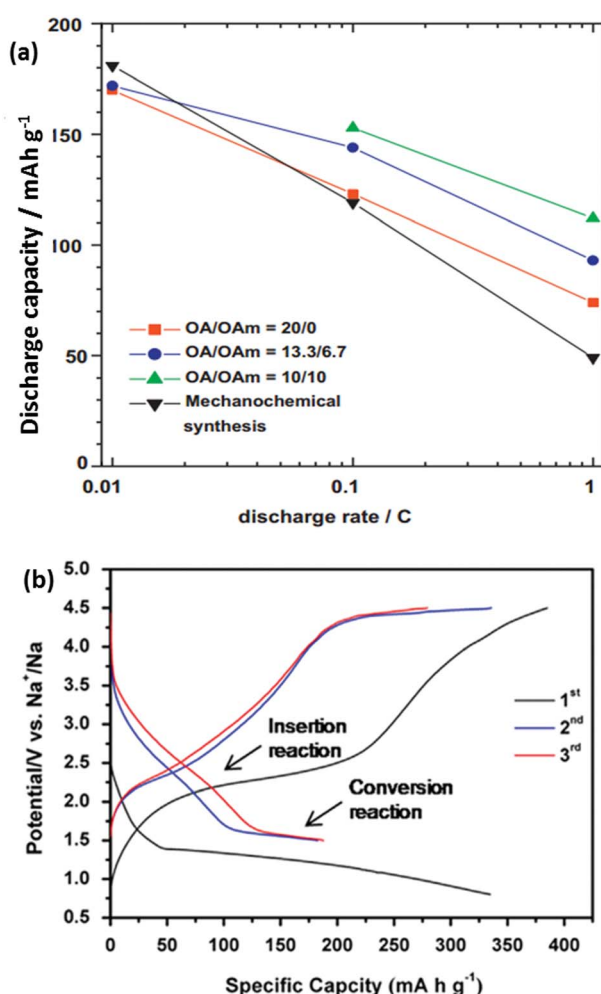 (a)
200
150
100
50
0
Discharge capacity / mAh g⁻¹
OA/OAm = 20/0
OA/OAm = 13.3/6.7
OA/OAm = 10/10
Mechanochemical
synthesis
0.01
0.1
1
discharge rate / C
(b)
5.0
4.5
4.0
3.5
3.0
2.5
2.0
1.5
1.0
0.5
Potential/V vs. Na⁺/Na
1ˢᵗ
2ⁿᵈ
3ʳᵈ
Insertion
reaction
Conversion
reaction
0 50 100 150 200 250 300 350 400
Specific Capcity (mA h g⁻¹)